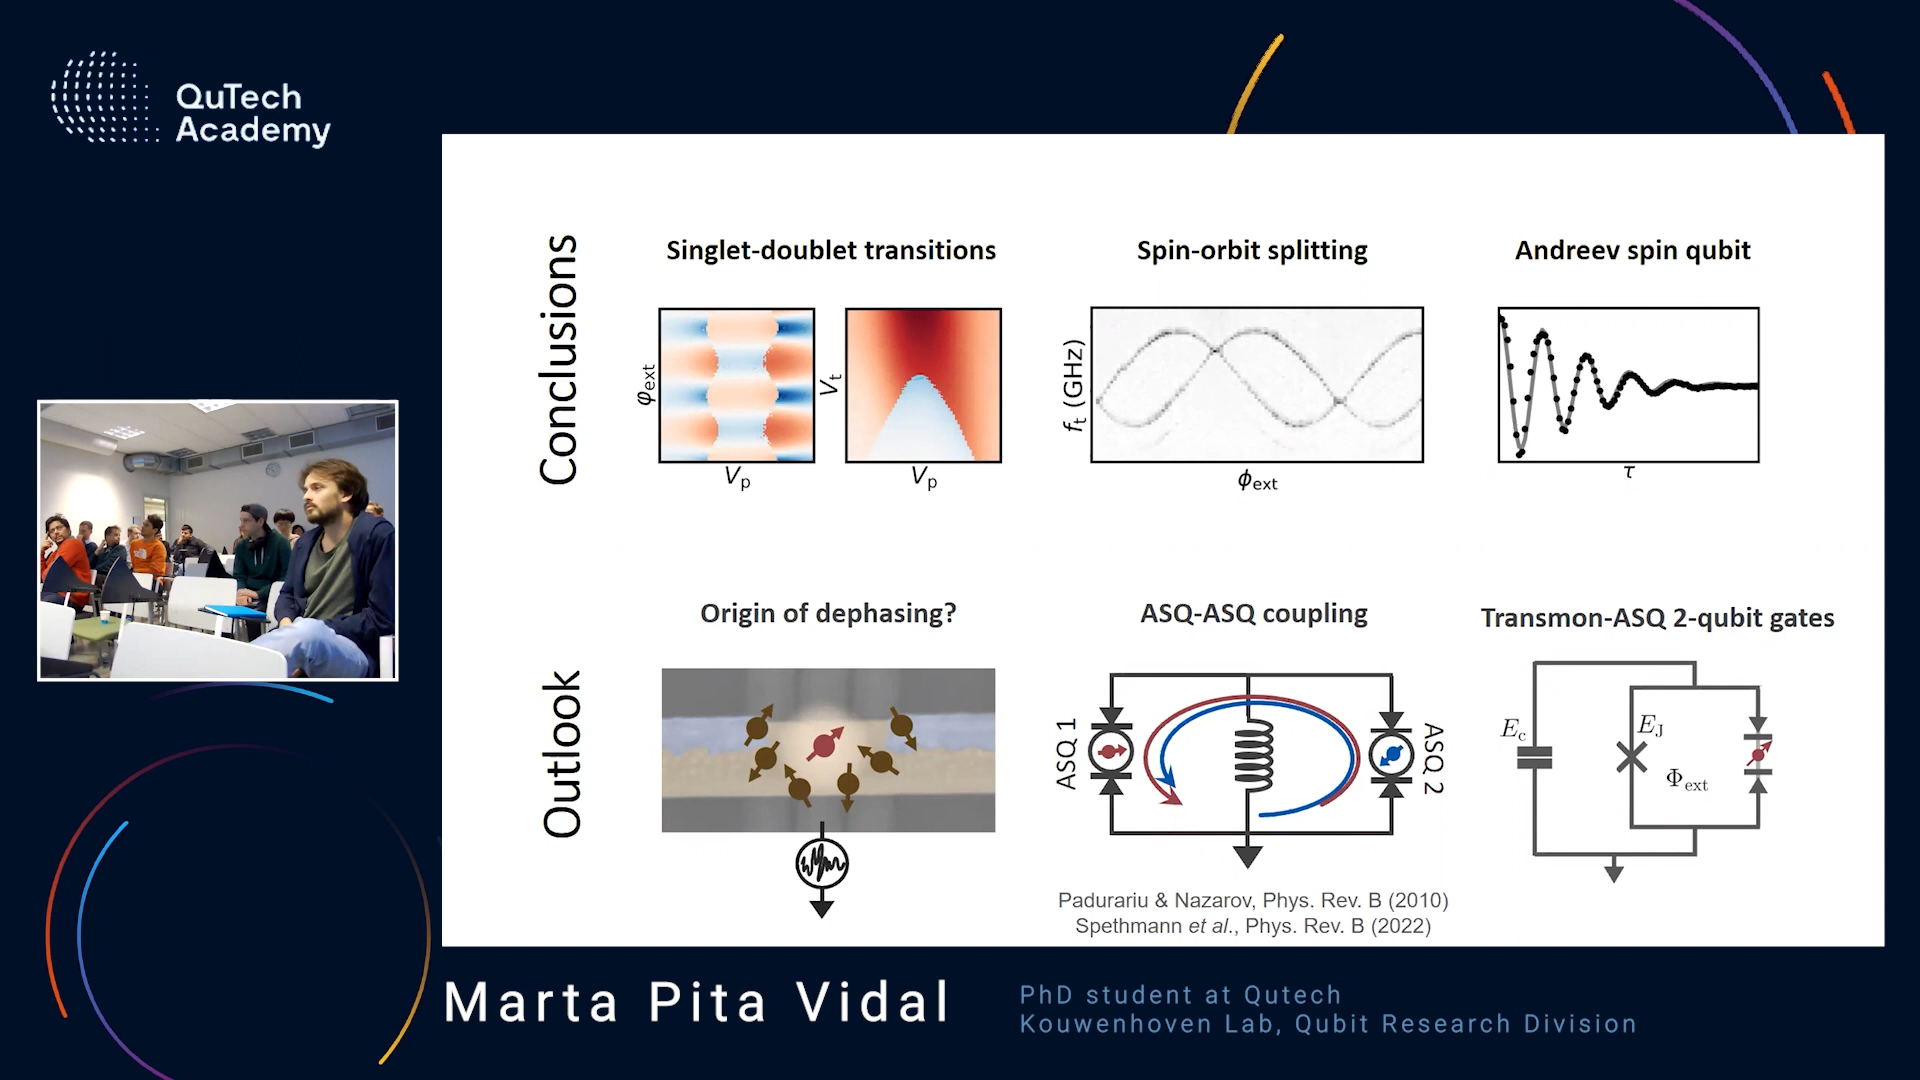 QuTech
Academy
Conclusions
Singlet-doublet transitions
Spin-orbit splitting
Andreev spin qubit
φext
Vp
Vt
Vp
ft (GHz)
ϕext
τ
Outlook
Origin of dephasing?
ASQ-ASQ coupling
Transmon-ASQ 2-qubit gates
ASQ 1
ASQ 2
Ec
EJ
Φext
Padurariu & Nazarov, Phys. Rev. B (2010)
Spethmann et al., Phys. Rev. B (2022)
Marta Pita Vidal
PhD student at Qutech
Kouwenhoven Lab, Qubit Research Division